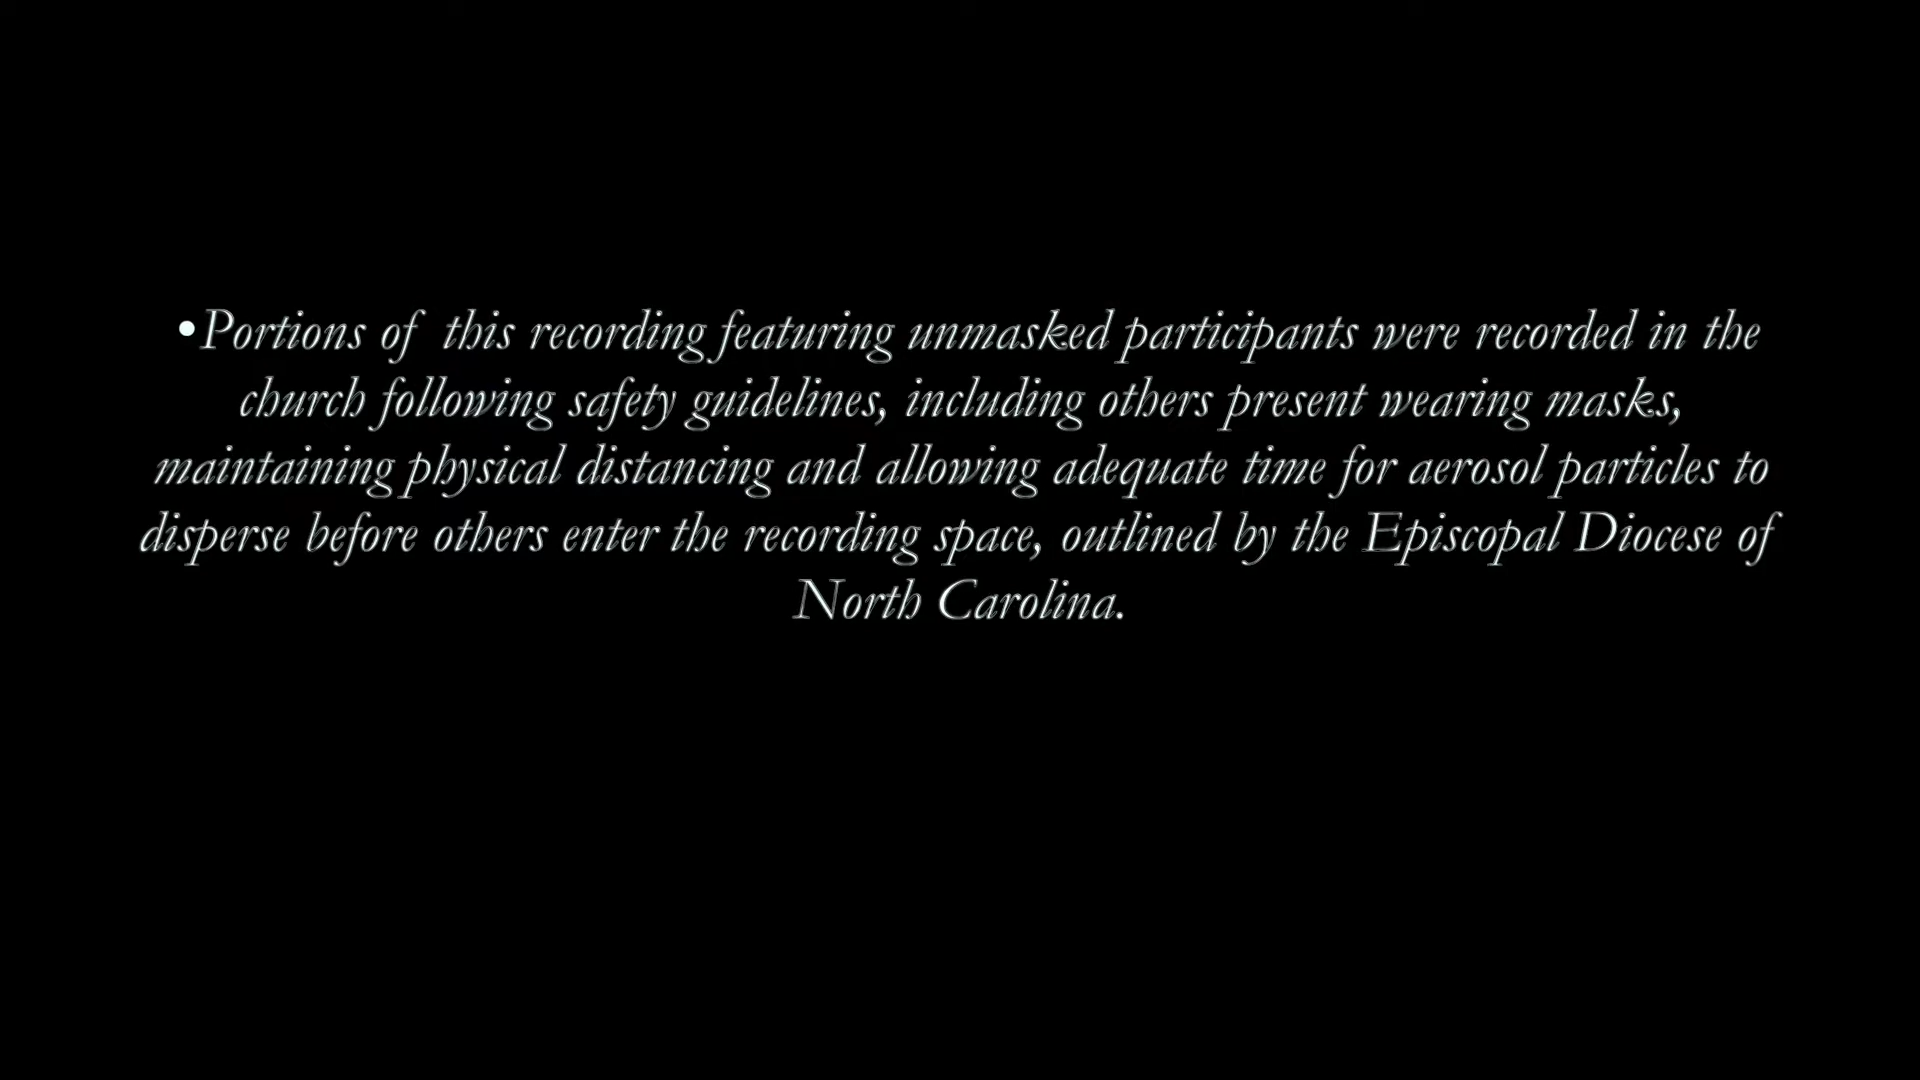 •Portions of this recording featuring unmasked participants were recorded in the
church following safety guidelines, including others present wearing masks,
maintaining physical distancing and allowing adequate time for aerosol particles to
disperse before others enter the recording space, outlined by the Episcopal Diocese of
North Carolina.